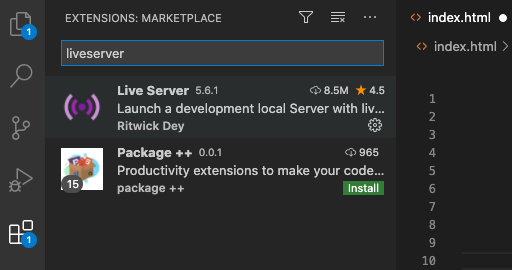 EXTENSIONS: MARKETPLACE
liveserver
Live Server 5.6.1 8.5M 4.5
Launch a development local Server with liv...
Ritwick Dey
Package ++ 0.0.1 965
15
Productivity extensions to make your code...
package ++ Install
1
1
index.html
index.html >
1
2
3
4
5
6
7
8
9
10